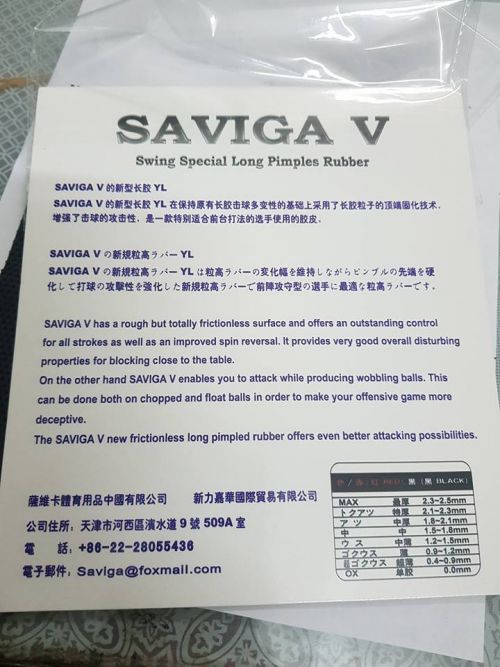 SAVIGA V
Swing Special Long Pimples Rubber
SAVIGA V 的新型长胶 YL
SAVIGA V 的新型长胶 YL 在保持原有长胶击球多变性的基础上采用了长胶粒子的顶端固化技术,
增强了击球的攻击性, 是一款特别适合前台打法的选手使用的胶皮.
SAVIGA V の新規粒高ラバー YL
SAVIGA V の新規粒高ラバー YL は粒高ラバーの変化幅を維持しながらピンプルの先端を硬
化して打球の攻撃性を強化した新規粒高ラバーで前陣攻守型の選手に最適な粒高ラバーです。
SAVIGA V has a rough but totally frictionless surface and offers an outstanding control
for all strokes as well as an improved spin reversal. It provides very good overall disturbing
properties for blocking close to the table.
On the other hand SAVIGA V enables you to attack while producing wobbling balls. This
can be done both on chopped and float balls in order to make your offensive game more
deceptive.
The SAVIGA V new frictionless long pimpled rubber offers even better attacking possibilities.
薩維卡體育用品中國有限公司 新力嘉華國際貿易有限公司
公司住所: 天津市河西區濱水道 9 號 509A 室
電 話: +86-22-28055436
電子郵件: Saviga@foxmail.com
色 / 赤: 红 RED: 黑 (黒 BLACK)
MAX 最厚 2.3~2.5mm
トクアツ 特厚 2.1~2.3mm
アツ 中厚 1.8~2.1mm
中 中 1.5~1.8mm
ウス 中薄 1.2~1.5mm
ゴクウス 薄 0.9~1.2mm
超ゴクウス 超薄 0.4~0.9mm
OX 单胶 0.0mm